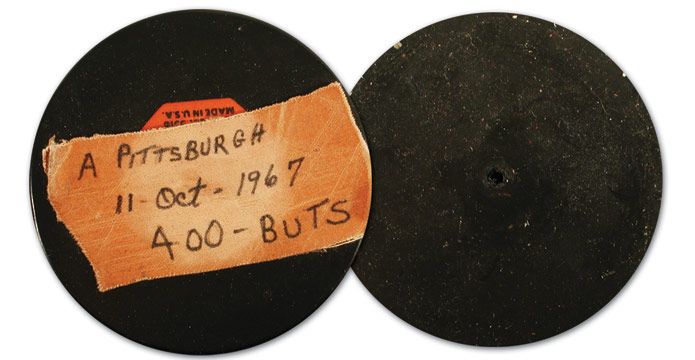 MADE IN U.S.A.
A PITTSBURGH
11-Oct-1967
400-BUTS